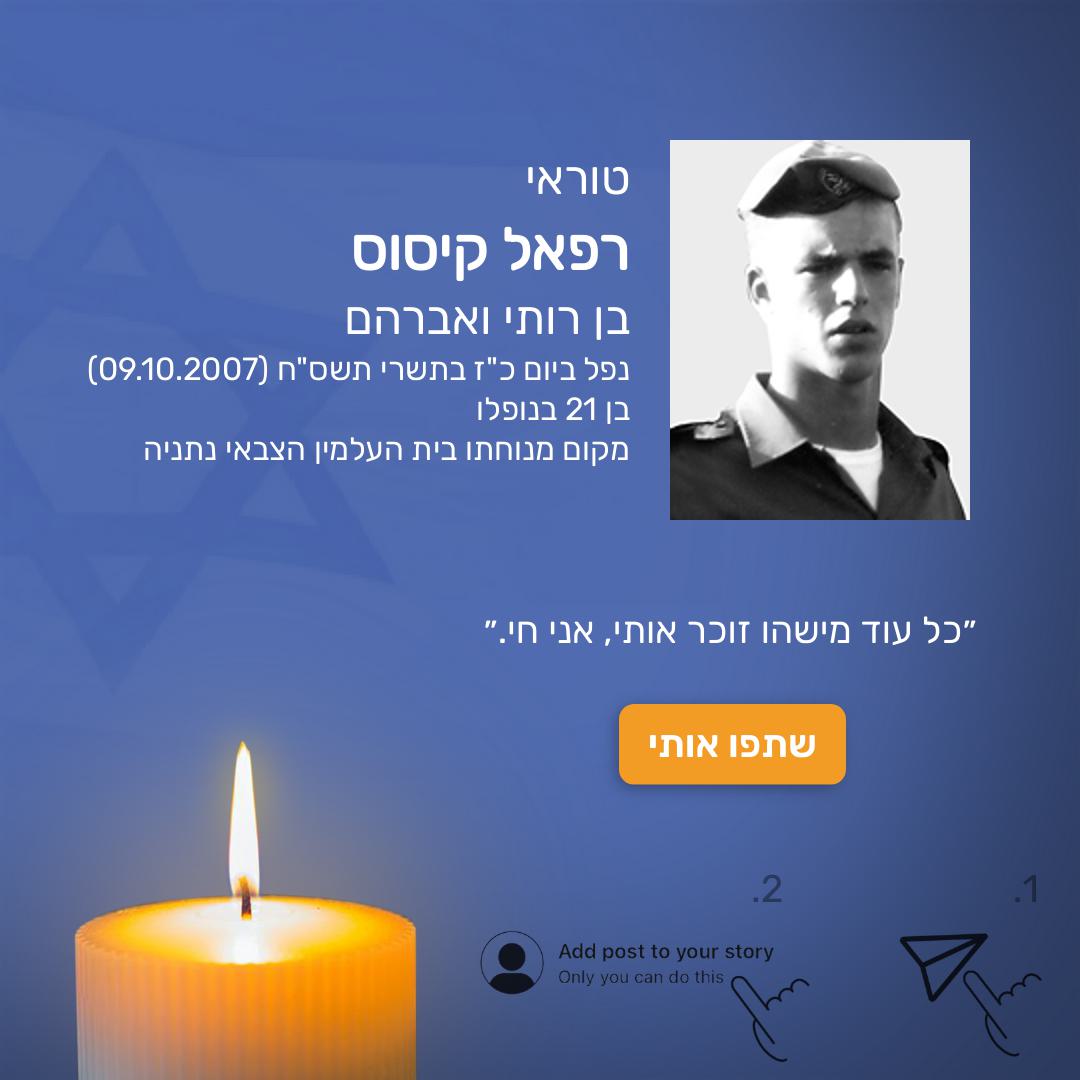 טוראי
רפאל קיסוס
בן רותי ואברהם
נפל ביום כ"ז בתשרי תשס"ח (09.10.2007)
בן 21 בנופלו
מקום מנוחתו בית העלמין הצבאי נתניה
״כל עוד מישהו זוכר אותי, אני חי.״
שתפו אותי
.1
.2
Add post to your story
Only you can do this